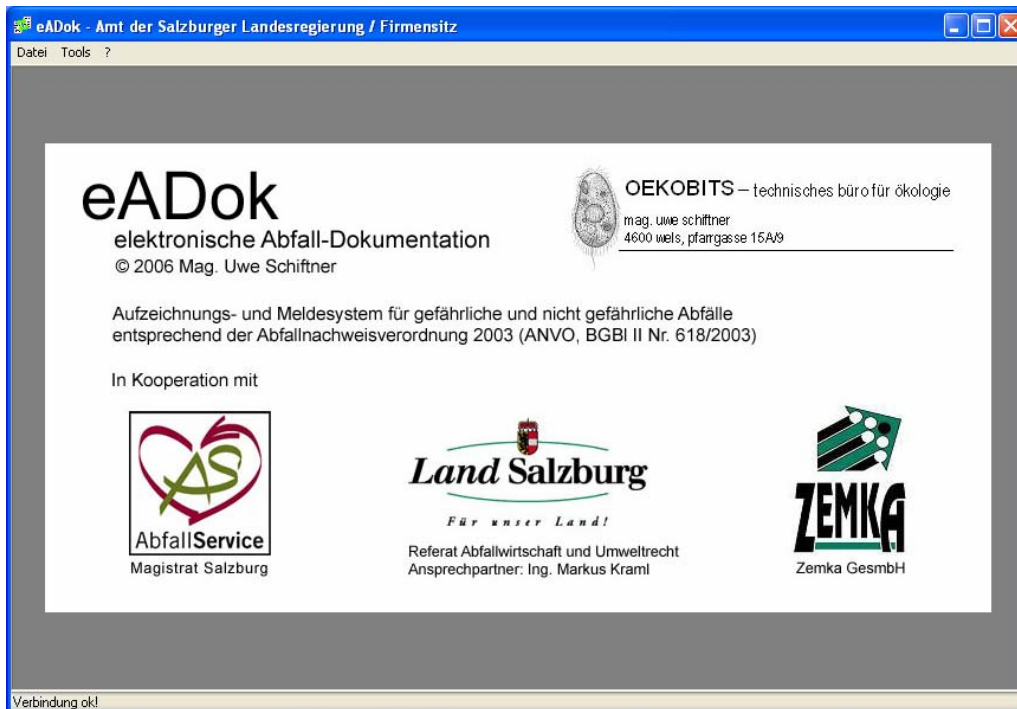 eADok - Amt der Salzburger Landesregierung / Firmensitz
Datei Tools ?
eADok
elektronische Abfall-Dokumentation
© 2006 Mag. Uwe Schiftner
OEKOBITS – technisches büro für ökologie
mag. uwe schiftner
4600 wels, pfarrgasse 15A/9
Aufzeichnungs- und Meldesystem für gefährliche und nicht gefährliche Abfälle
entsprechend der Abfallnachweisverordnung 2003 (ANVO, BGBl II Nr. 618/2003)
In Kooperation mit
AS
AbfallService
Magistrat Salzburg
Land Salzburg
Für unser Land!
Referat Abfallwirtschaft und Umweltrecht
Ansprechpartner: Ing. Markus Kraml
ZEMKA
Zemka GesmbH
Verbindung ok!